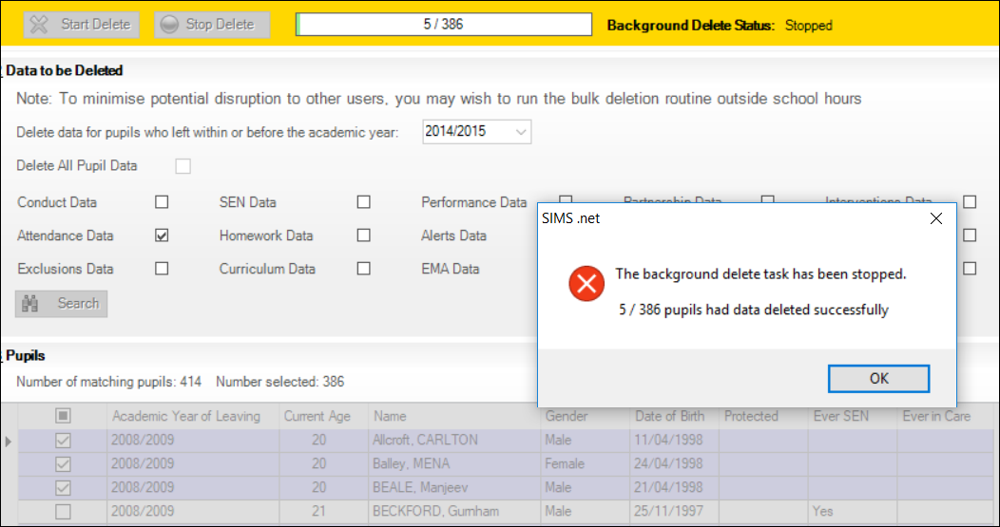 Start Delete Stop Delete 5 / 386 Background Delete Status: Stopped
Data to be Deleted
Note: To minimise potential disruption to other users, you may wish to run the bulk deletion routine outside school hours
Delete data for pupils who left within or before the academic year: 2014/2015
Delete All Pupil Data
Conduct Data SEN Data Performance Data Partnership Data Interventions Data
Attendance Data Homework Data Alerts Data
Exclusions Data Curriculum Data EMA Data
Search
SIMS .net
The background delete task has been stopped.
5 / 386 pupils had data deleted successfully
OK
Pupils
Number of matching pupils: 414 Number selected: 386
Academic Year of Leaving Current Age Name Gender Date of Birth Protected Ever SEN Ever in Care
2008/2009 20 Allcroft, CARLTON Male 11/04/1998
2008/2009 20 Balley, MENA Female 24/04/1998
2008/2009 20 BEALE, Manjeev Male 21/04/1998
2008/2009 21 BECKFORD, Gurnham Male 25/11/1997 Yes